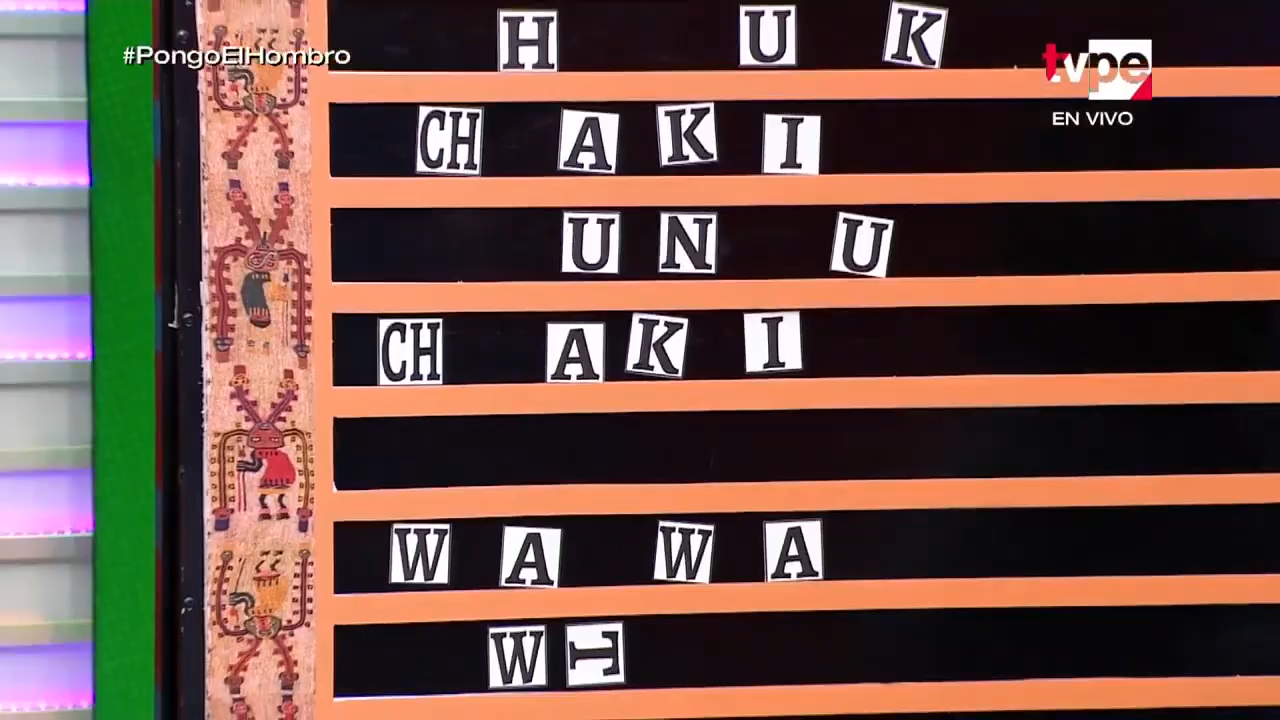 #PongoElHombro
H U K
tvpe
EN VIVO
CH A K I
U N U
CH A K I
W A W A
W I